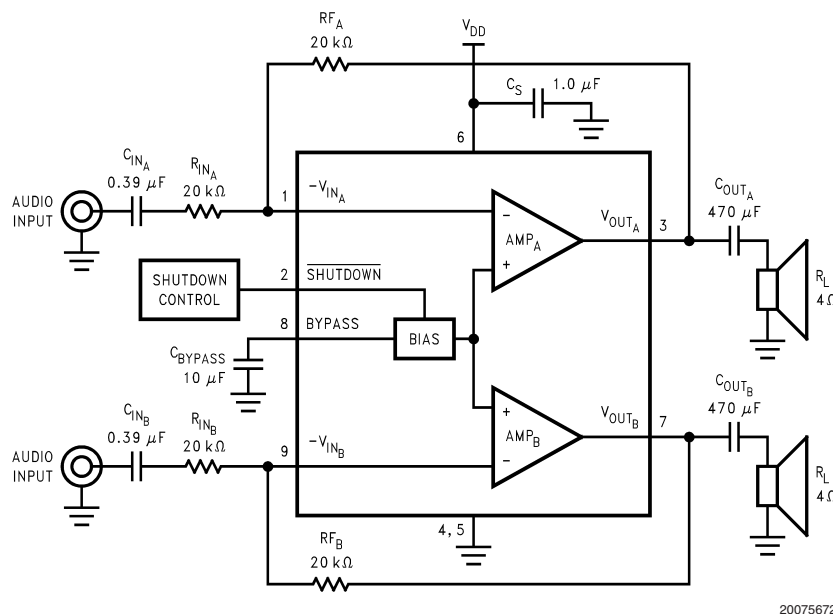 RF_A
20 kΩ
V_DD
C_S 1.0 μF
6
C_IN_A
0.39 μF
R_IN_A
20 kΩ
AUDIO
INPUT
1
-V_IN_A
-
AMP_A
+
V_OUT_A
3
C_OUT_A
470 μF
R_L
4Ω
SHUTDOWN
CONTROL
2
SHUTDOWN
8
BYPASS
BIAS
C_BYPASS
10 μF
C_IN_B
0.39 μF
R_IN_B
20 kΩ
AUDIO
INPUT
9
-V_IN_B
+
AMP_B
-
V_OUT_B
7
C_OUT_B
470 μF
R_L
4Ω
4, 5
RF_B
20 kΩ
20075672